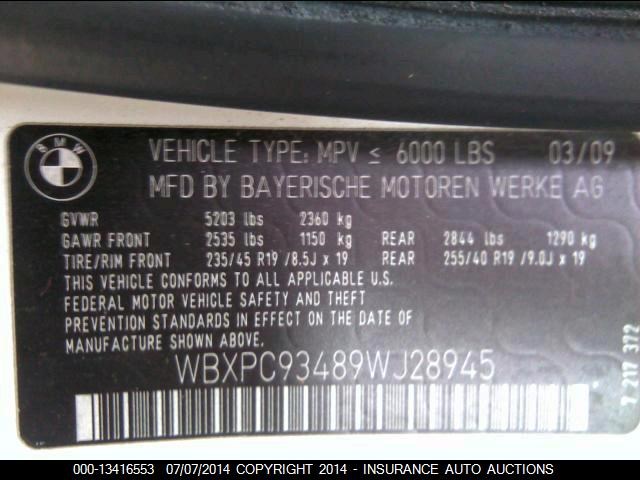 BMW
VEHICLE TYPE: MPV ≤ 6000 LBS 03/09
MFD BY BAYERISCHE MOTOREN WERKE AG
GVWR 5203 lbs 2360 kg
GAWR FRONT 2535 lbs 1150 kg REAR 2844 lbs 1290 kg
TIRE/RIM FRONT 235/45 R19 /8.5J x 19 REAR 255/40 R19 /9.0J x 19
THIS VEHICLE CONFORMS TO ALL APPLICABLE U.S.
FEDERAL MOTOR VEHICLE SAFETY AND THEFT
PREVENTION STANDARDS IN EFFECT ON THE DATE OF
MANUFACTURE SHOWN ABOVE.
WBXPC93489WJ28945
7 217 372
000-13416553 07/07/2014 COPYRIGHT 2014 - INSURANCE AUTO AUCTIONS